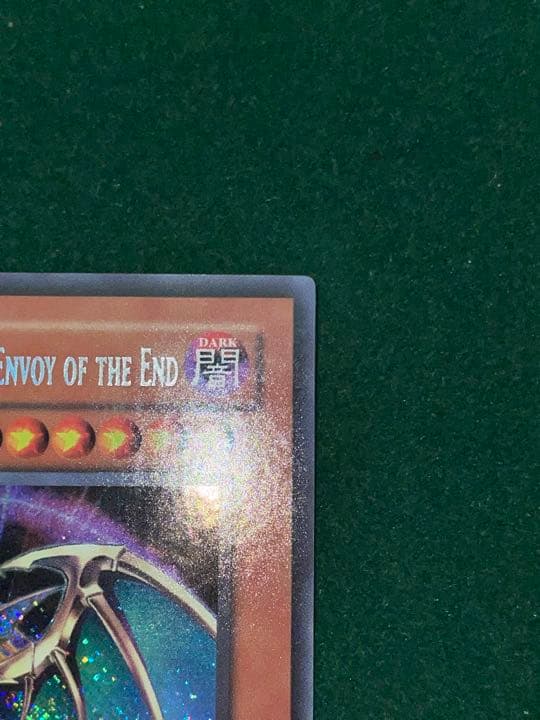 DARK
ENVOY OF THE END 闇